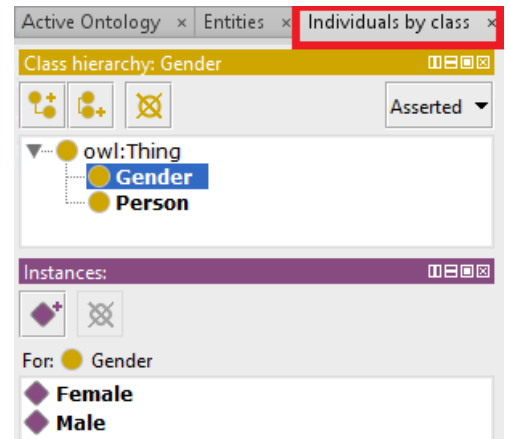 Active Ontology × Entities × Individuals by class ×
Class hierarchy: Gender
Asserted
owl:Thing
Gender
Person
Instances:
For: Gender
Female
Male